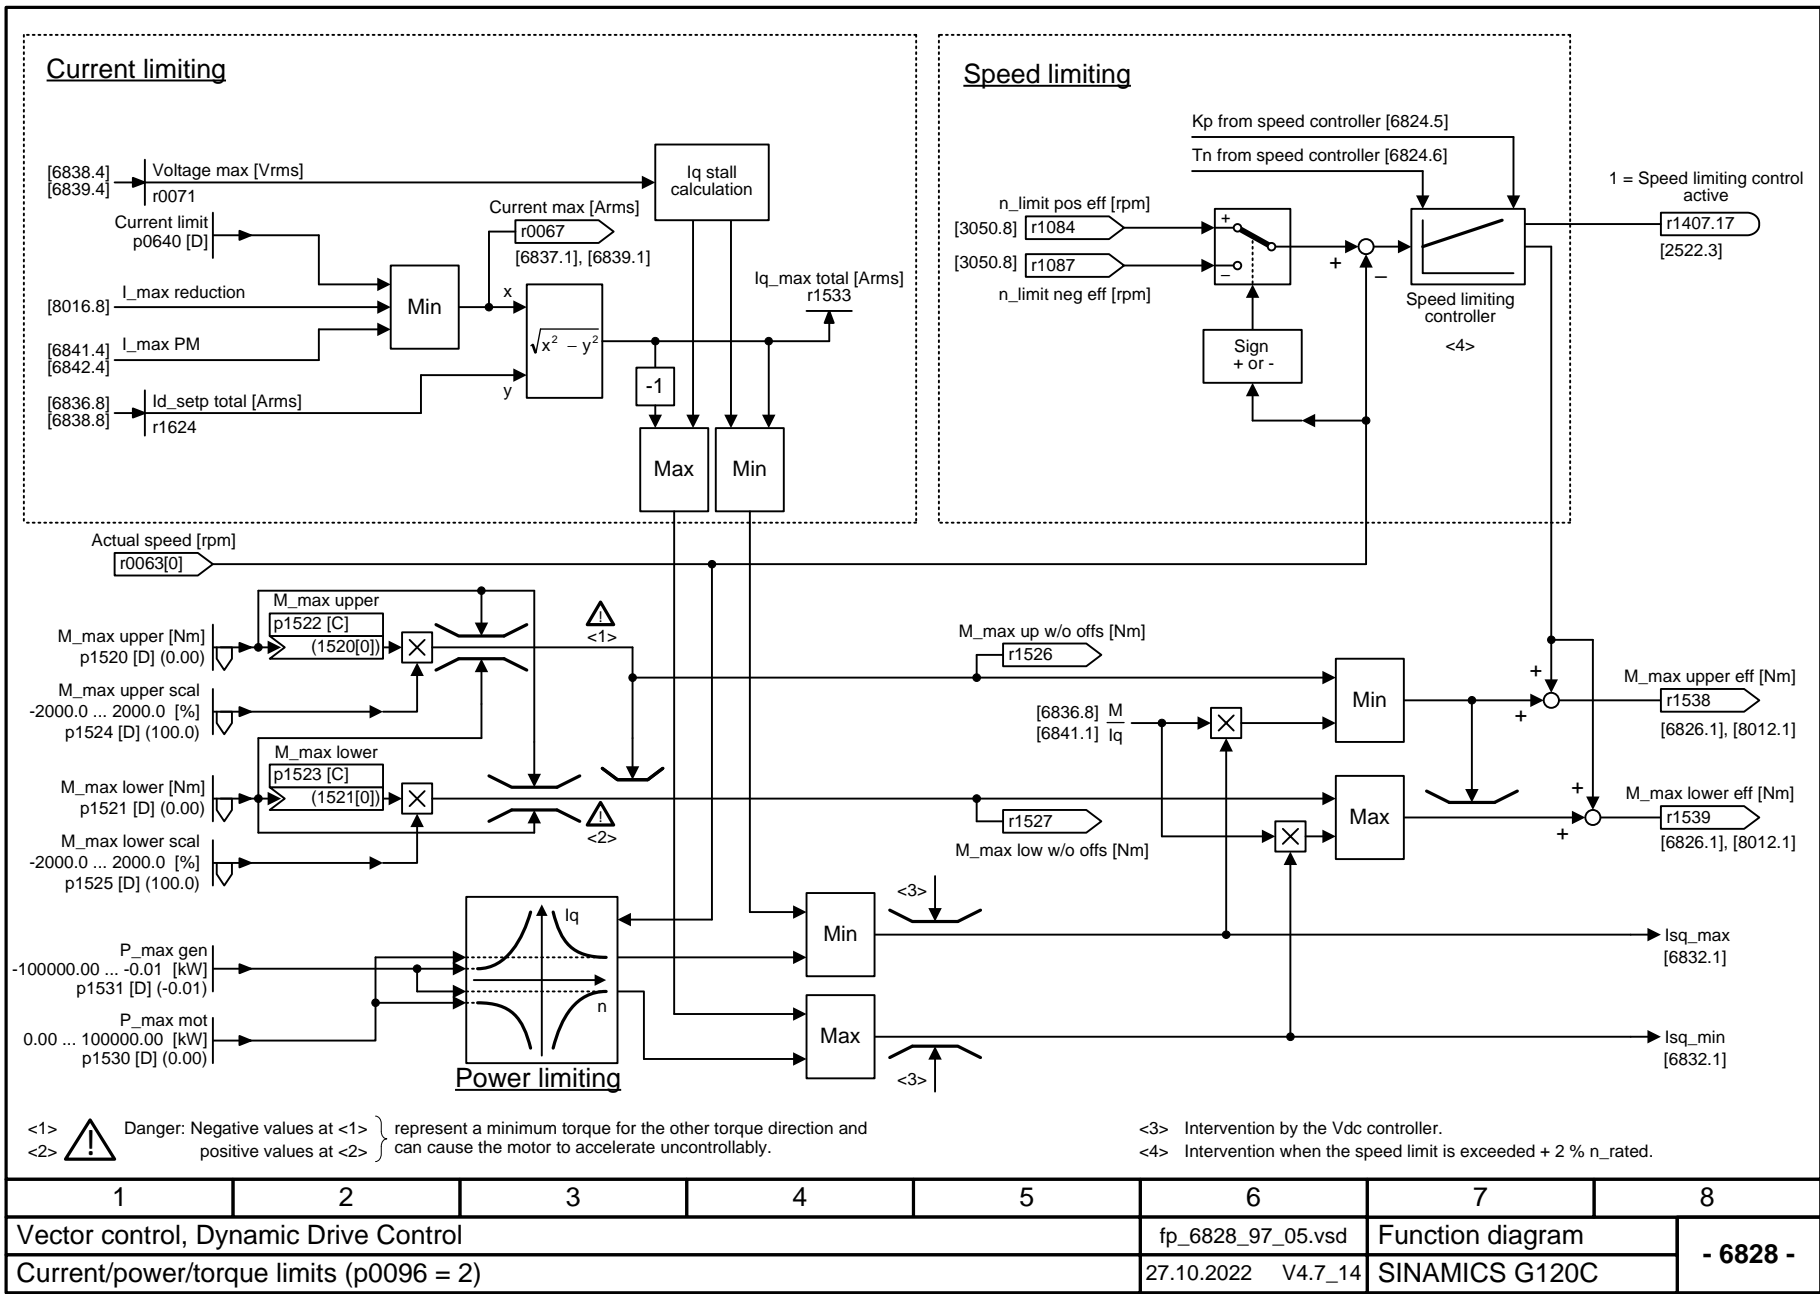 Current limiting
[6838.4]
[6839.4]
Voltage max [Vrms]
r0071
Current limit
p0640 [D]
[8016.8]
I_max reduction
[6841.4]
[6842.4]
I_max PM
[6836.8]
[6838.8]
Id_setp total [Arms]
r1624
Min
Current max [Arms]
r0067
[6837.1], [6839.1]
x
y
√x² – y²
Iq stall
calculation
Iq_max total [Arms]
r1533
-1
Max
Min
Speed limiting
Kp from speed controller [6824.5]
Tn from speed controller [6824.6]
n_limit pos eff [rpm]
[3050.8]
r1084
[3050.8]
r1087
n_limit neg eff [rpm]
+
–
Sign
+ or -
+
–
Speed limiting
controller
<4>
1 = Speed limiting control
active
r1407.17
[2522.3]
Actual speed [rpm]
r0063[0]
M_max upper [Nm]
p1520 [D] (0.00)
M_max upper
p1522 [C]
(1520[0])
M_max upper scal
-2000.0 ... 2000.0 [%]
p1524 [D] (100.0)
M_max lower [Nm]
p1521 [D] (0.00)
M_max lower
p1523 [C]
(1521[0])
M_max lower scal
-2000.0 ... 2000.0 [%]
p1525 [D] (100.0)
!
<1>
!
<2>
M_max up w/o offs [Nm]
r1526
r1527
M_max low w/o offs [Nm]
[6836.8]
[6841.1]
M
Iq
Min
Max
+
+
+
+
M_max upper eff [Nm]
r1538
[6826.1], [8012.1]
M_max lower eff [Nm]
r1539
[6826.1], [8012.1]
P_max gen
-100000.00 ... -0.01 [kW]
p1531 [D] (-0.01)
P_max mot
0.00 ... 100000.00 [kW]
p1530 [D] (0.00)
Iq
n
Power limiting
Min
Max
<3>
<3>
Isq_max
[6832.1]
Isq_min
[6832.1]
<1>
<2>
!
Danger: Negative values at <1>
positive values at <2>
represent a minimum torque for the other torque direction and
can cause the motor to accelerate uncontrollably.
<3> Intervention by the Vdc controller.
<4> Intervention when the speed limit is exceeded + 2 % n_rated.
1 2 3 4 5 6 7 8
Vector control, Dynamic Drive Control
fp_6828_97_05.vsd
Function diagram
- 6828 -
Current/power/torque limits (p0096 = 2)
27.10.2022 V4.7_14
SINAMICS G120C